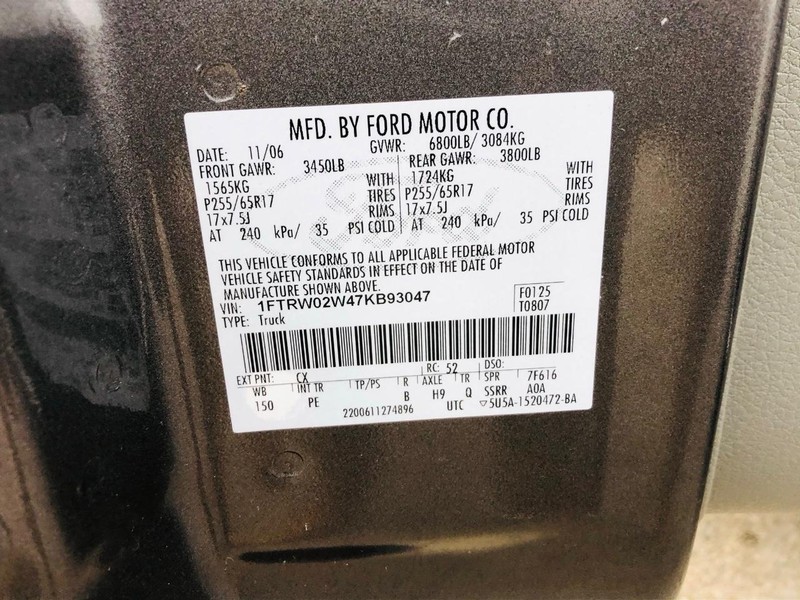 MFD. BY FORD MOTOR CO.
DATE: 11/06 GVWR: 6800LB/ 3084KG
FRONT GAWR: 3450LB REAR GAWR: 3800LB
1565KG WITH 1724KG WITH
P255/65R17 TIRES P255/65R17 TIRES
17x7.5J RIMS 17x7.5J RIMS
AT 240 kPa/ 35 PSI COLD AT 240 kPa/ 35 PSI COLD
Ford
THIS VEHICLE CONFORMS TO ALL APPLICABLE FEDERAL MOTOR
VEHICLE SAFETY STANDARDS IN EFFECT ON THE DATE OF
MANUFACTURE SHOWN ABOVE.
VIN: 1FTRW02W47KB93047 F0125
TYPE: Truck T0807
EXT PNT: CX RC: 52 DSO:
WB INT TR TP/PS R AXLE TR SPR 7F616
150 PE B H9 Q SSRR A0A
2200611274896 UTC ▽5U5A-1520472-BA